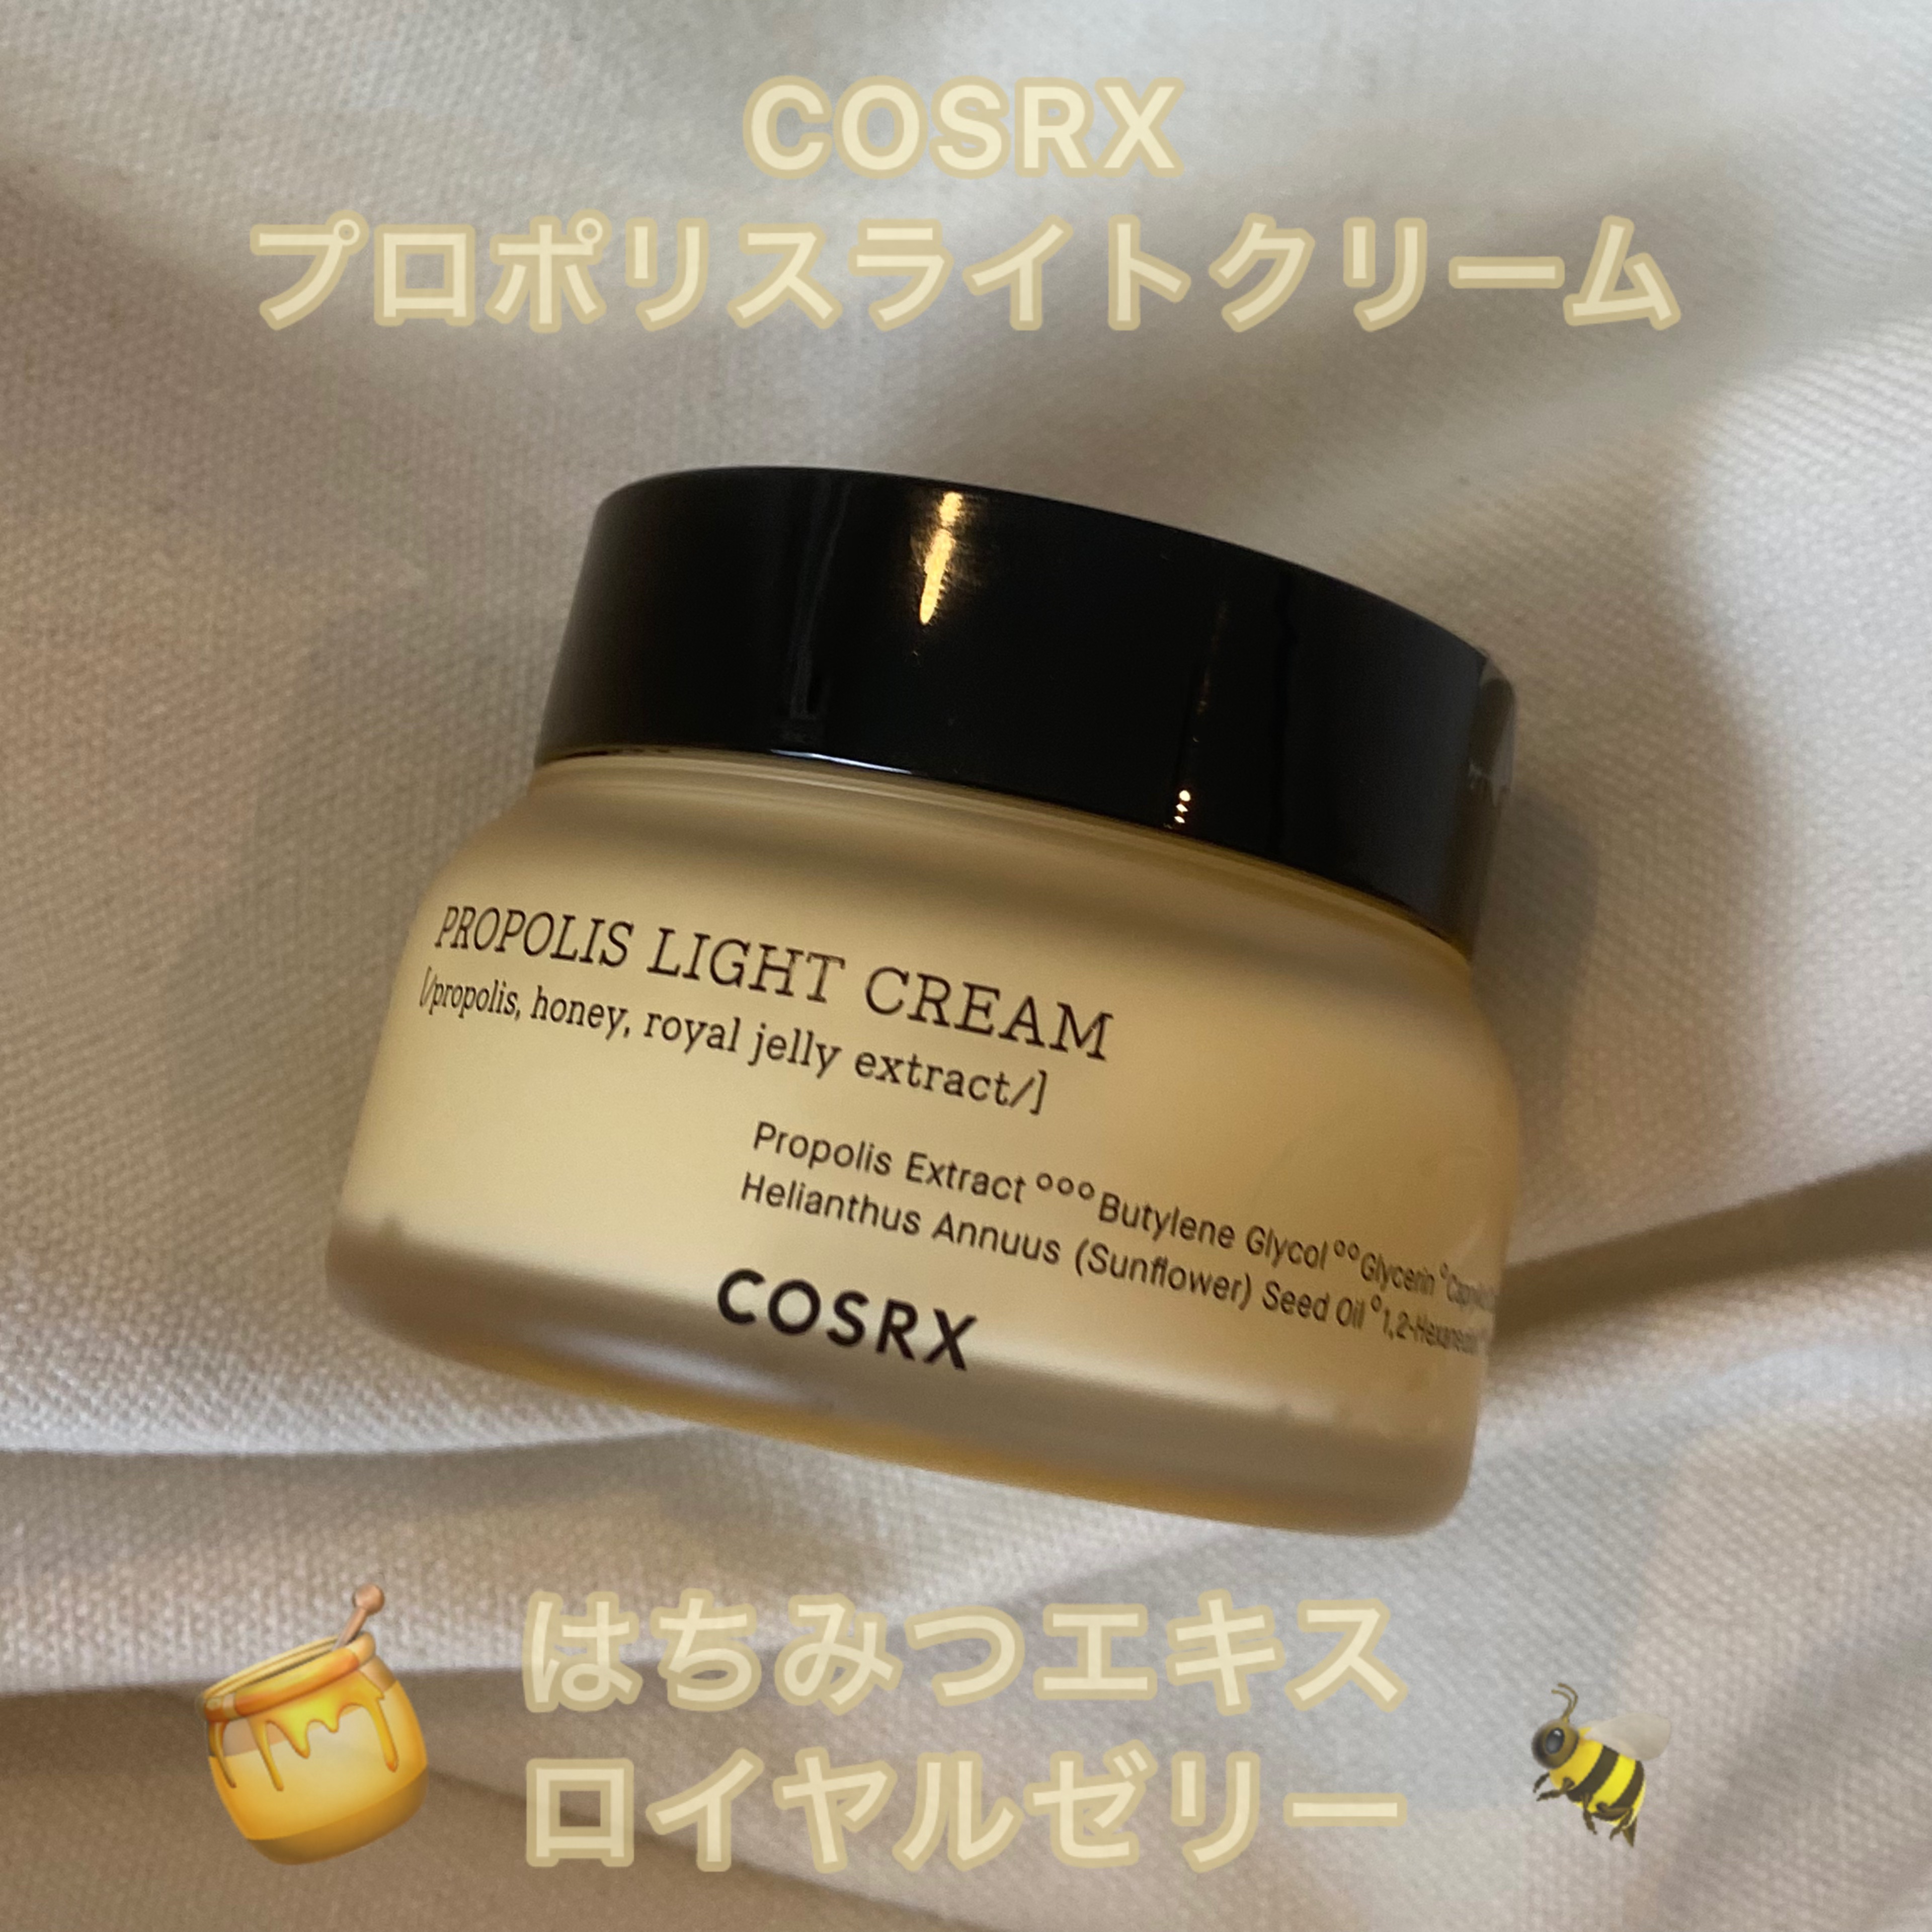 COSRX
プロポリスライトクリーム
PROPOLIS LIGHT CREAM
[/propolis, honey, royal jelly extract/]
Propolis Extract °°° Butylene Glycol °° Glycerin °
Helianthus Annuus (Sunflower) Seed Oil ° 1,2-Hexanediol
COSRX
はちみつエキス
ロイヤルゼリー